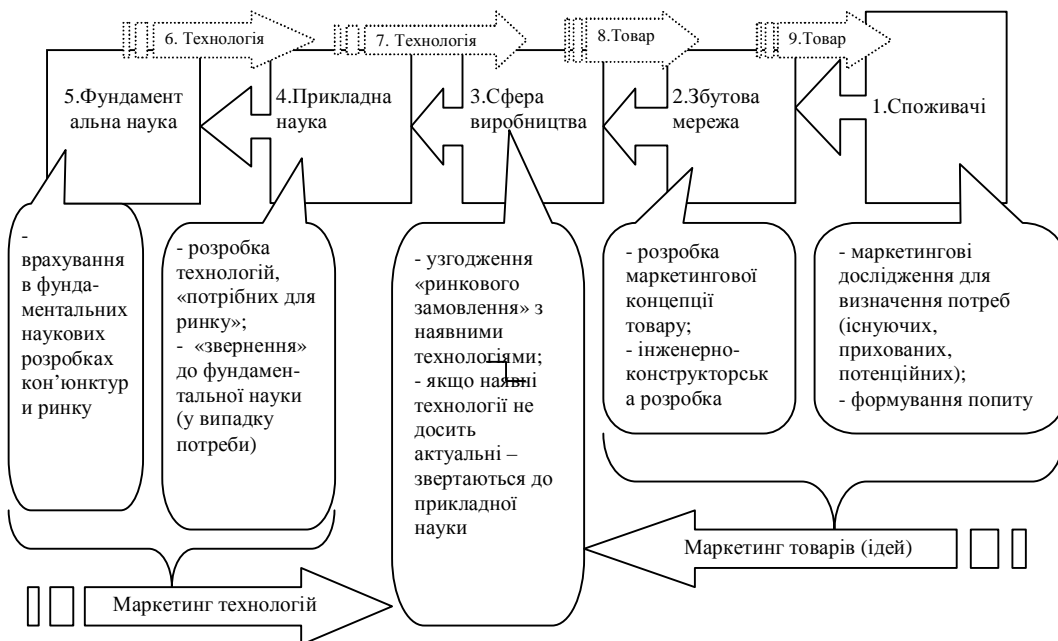 6. Технологія
7. Технологія
8.Товар
9.Товар
5.Фундамент
альна наука
4.Прикладна
наука
3.Сфера
виробництва
2.Збутова
мережа
1.Споживачі
-
врахування
в фунда-
ментальних
наукових
розробках
кон’юнктур
и ринку
- розробка
технологій,
«потрібних для
ринку»;
- «звернення»
до фундамен-
тальної науки
(у випадку
потреби)
- узгодження
«ринкового
замовлення» з
наявними
технологіями;
- якщо наявні
технології не
досить
актуальні –
звертаються до
прикладної
науки
- розробка
маркетингової
концепції
товару;
- інженерно-
конструкторськ
а розробка
- маркетингові
дослідження для
визначення потреб
(існуючих,
прихованих,
потенційних);
- формування попиту
Маркетинг товарів (ідей)
Маркетинг технологій